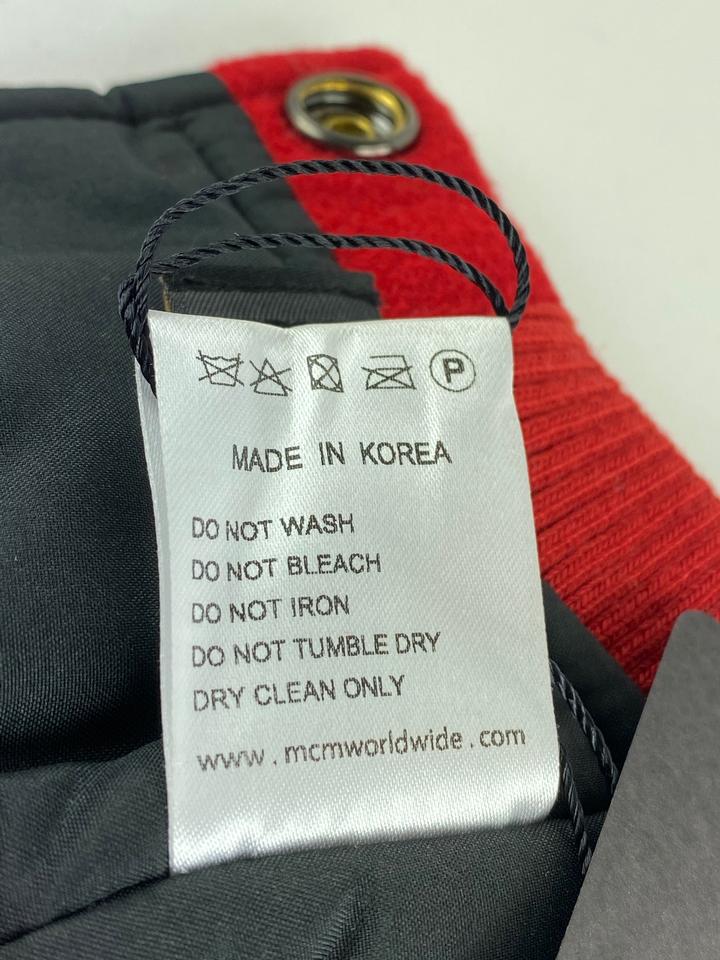 P
MADE IN KOREA
DO NOT WASH
DO NOT BLEACH
DO NOT IRON
DO NOT TUMBLE DRY
DRY CLEAN ONLY
www.mcmworldwide.com